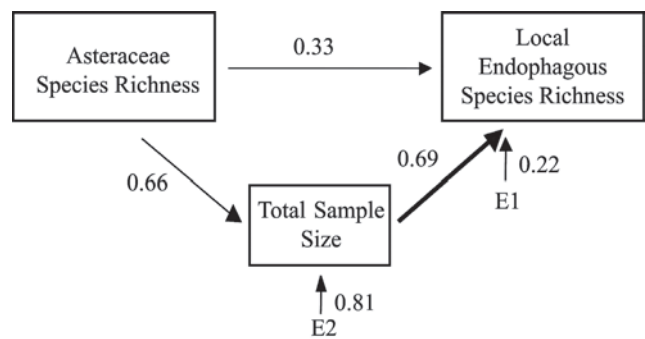 Asteraceae
Species Richness
0.33
Local
Endophagous
Species Richness
0.66
0.69
0.22
E1
Total Sample
Size
0.81
E2